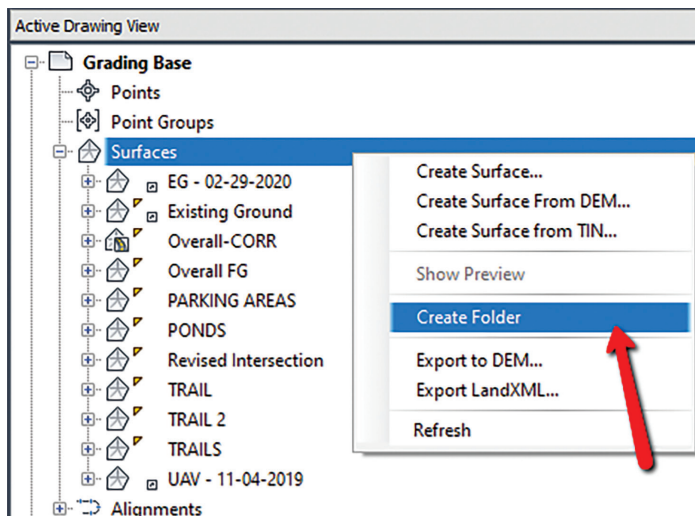 Active Drawing View
Grading Base
Points
Point Groups
Surfaces
EG - 02-29-2020
Existing Ground
Overall-CORR
Overall FG
PARKING AREAS
PONDS
Revised Intersection
TRAIL
TRAIL 2
TRAILS
UAV - 11-04-2019
Alignments
Create Surface...
Create Surface From DEM...
Create Surface from TIN...
Show Preview
Create Folder
Export to DEM...
Export LandXML...
Refresh